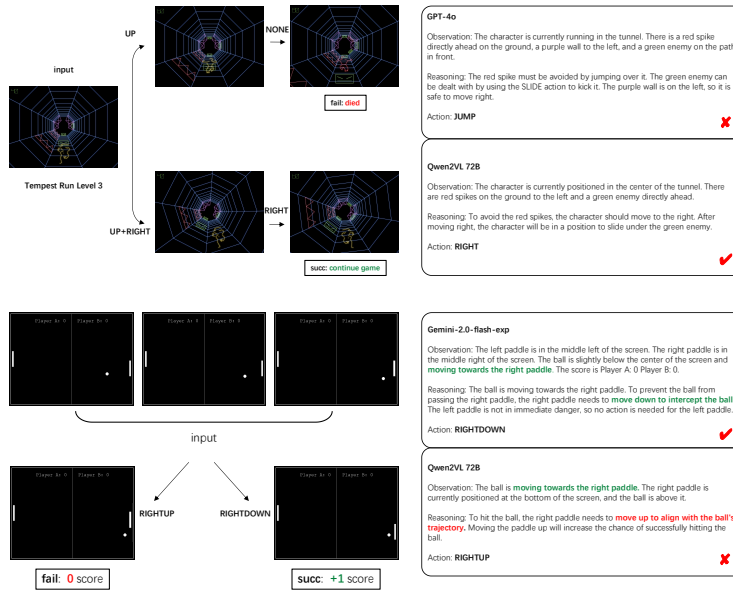 input
Tempest Run Level 3
UP
NONE
fail: died
UP+RIGHT
RIGHT
succ: continue game
GPT-4o
Observation: The character is currently running in the tunnel. There is a red spike
directly ahead on the ground, a purple wall to the left, and a green enemy on the path
in front.
Reasoning: The red spike must be avoided by jumping over it. The green enemy can
be dealt with by using the SLIDE action to kick it. The purple wall is on the left, so it is
safe to move right.
Action: JUMP
Qwen2VL 72B
Observation: The character is currently positioned in the center of the tunnel. There
are red spikes on the ground to the left and a green enemy directly ahead.
Reasoning: To avoid the red spikes, the character should move to the right. After
moving right, the character will be in a position to slide under the green enemy.
Action: RIGHT
Player A: 0 Player B: 0
Player A: 0 Player B: 0
Player A: 0 Player B: 0
input
RIGHTUP
RIGHTDOWN
Player A: 0 Player B: 0
Player A: 0 Player B: 0
fail: 0 score
succ: +1 score
Gemini-2.0-flash-exp
Observation: The left paddle is in the middle left of the screen. The right paddle is in
the middle right of the screen. The ball is slightly below the center of the screen and
moving towards the right paddle. The score is Player A: 0 Player B: 0.
Reasoning: The ball is moving towards the right paddle. To prevent the ball from
passing the right paddle, the right paddle needs to move down to intercept the ball
The left paddle is not in immediate danger, so no action is needed for the left paddle.
Action: RIGHTDOWN
Qwen2VL 72B
Observation: The ball is moving towards the right paddle. The right paddle is
currently positioned at the bottom of the screen, and the ball is above it.
Reasoning: To hit the ball, the right paddle needs to move up to align with the ball's
trajectory. Moving the paddle up will increase the chance of successfully hitting the
ball.
Action: RIGHTUP